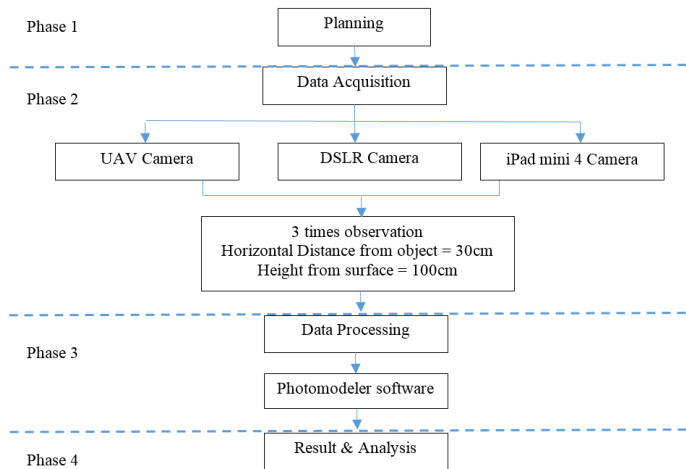 Phase 1
Planning
Data Acquisition
Phase 2
UAV Camera
DSLR Camera
iPad mini 4 Camera
3 times observation
Horizontal Distance from object = 30cm
Height from surface = 100cm
Data Processing
Phase 3
Photomodeler software
Result & Analysis
Phase 4